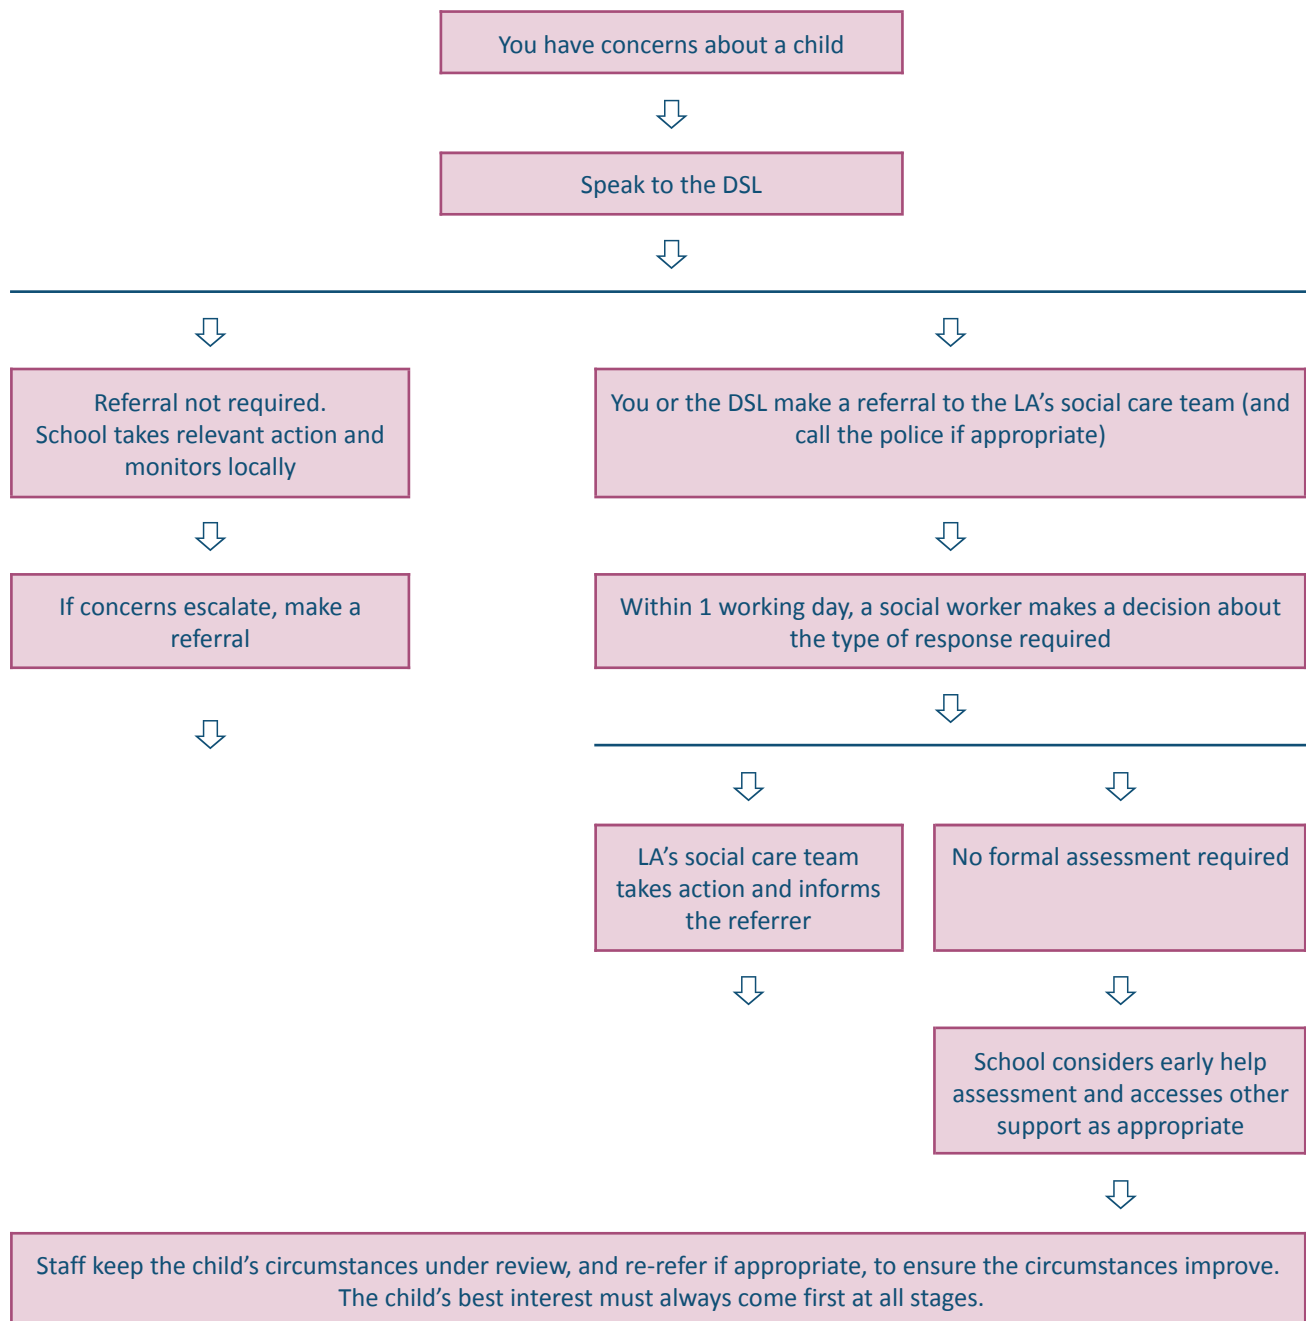 You have concerns about a child
Speak to the DSL
Referral not required.
School takes relevant action and
monitors locally
You or the DSL make a referral to the LA’s social care team (and
call the police if appropriate)
If concerns escalate, make a
referral
Within 1 working day, a social worker makes a decision about
the type of response required
LA’s social care team
takes action and informs
the referrer
No formal assessment required
School considers early help
assessment and accesses other
support as appropriate
Staff keep the child’s circumstances under review, and re-refer if appropriate, to ensure the circumstances improve.
The child’s best interest must always come first at all stages.